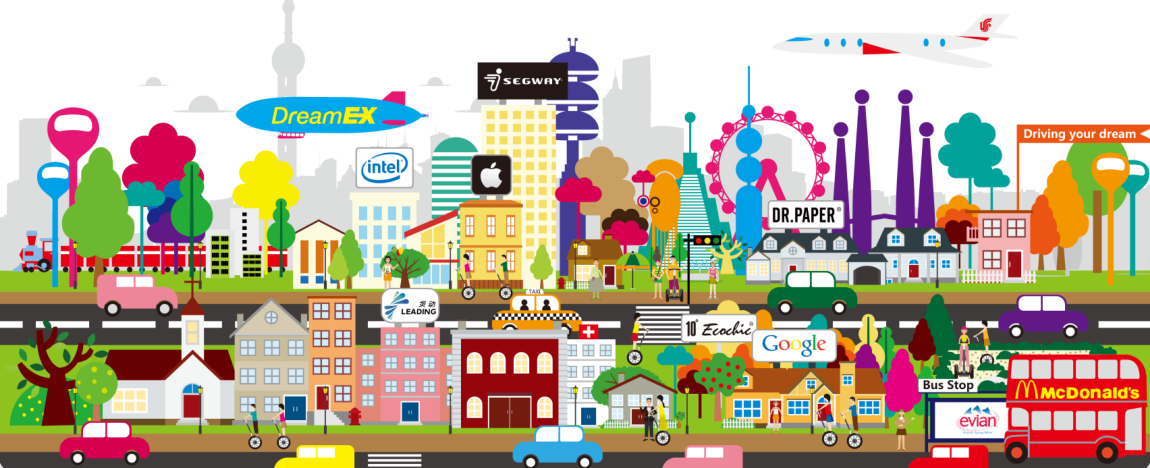 SEGWAY
DreamEX
intel
Driving your dream
DR.PAPER®
灵动
LEADING
TAXI
10° Ecochic®
Google
Bus Stop
McDonald's
evian